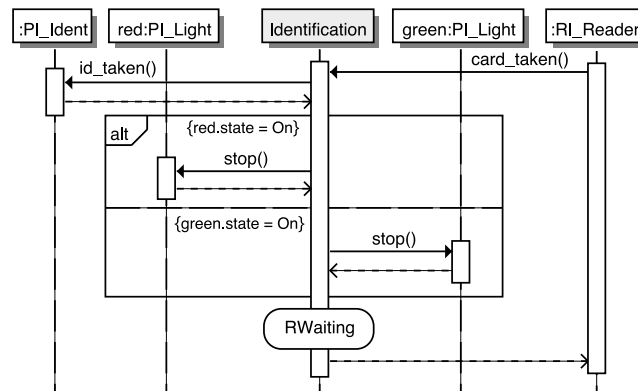 :PI_Ident
red:PI_Light
Identification
green:PI_Light
:RI_Reader
id_taken()
card_taken()
alt
{red.state = On}
stop()
{green.state = On}
stop()
RWaiting